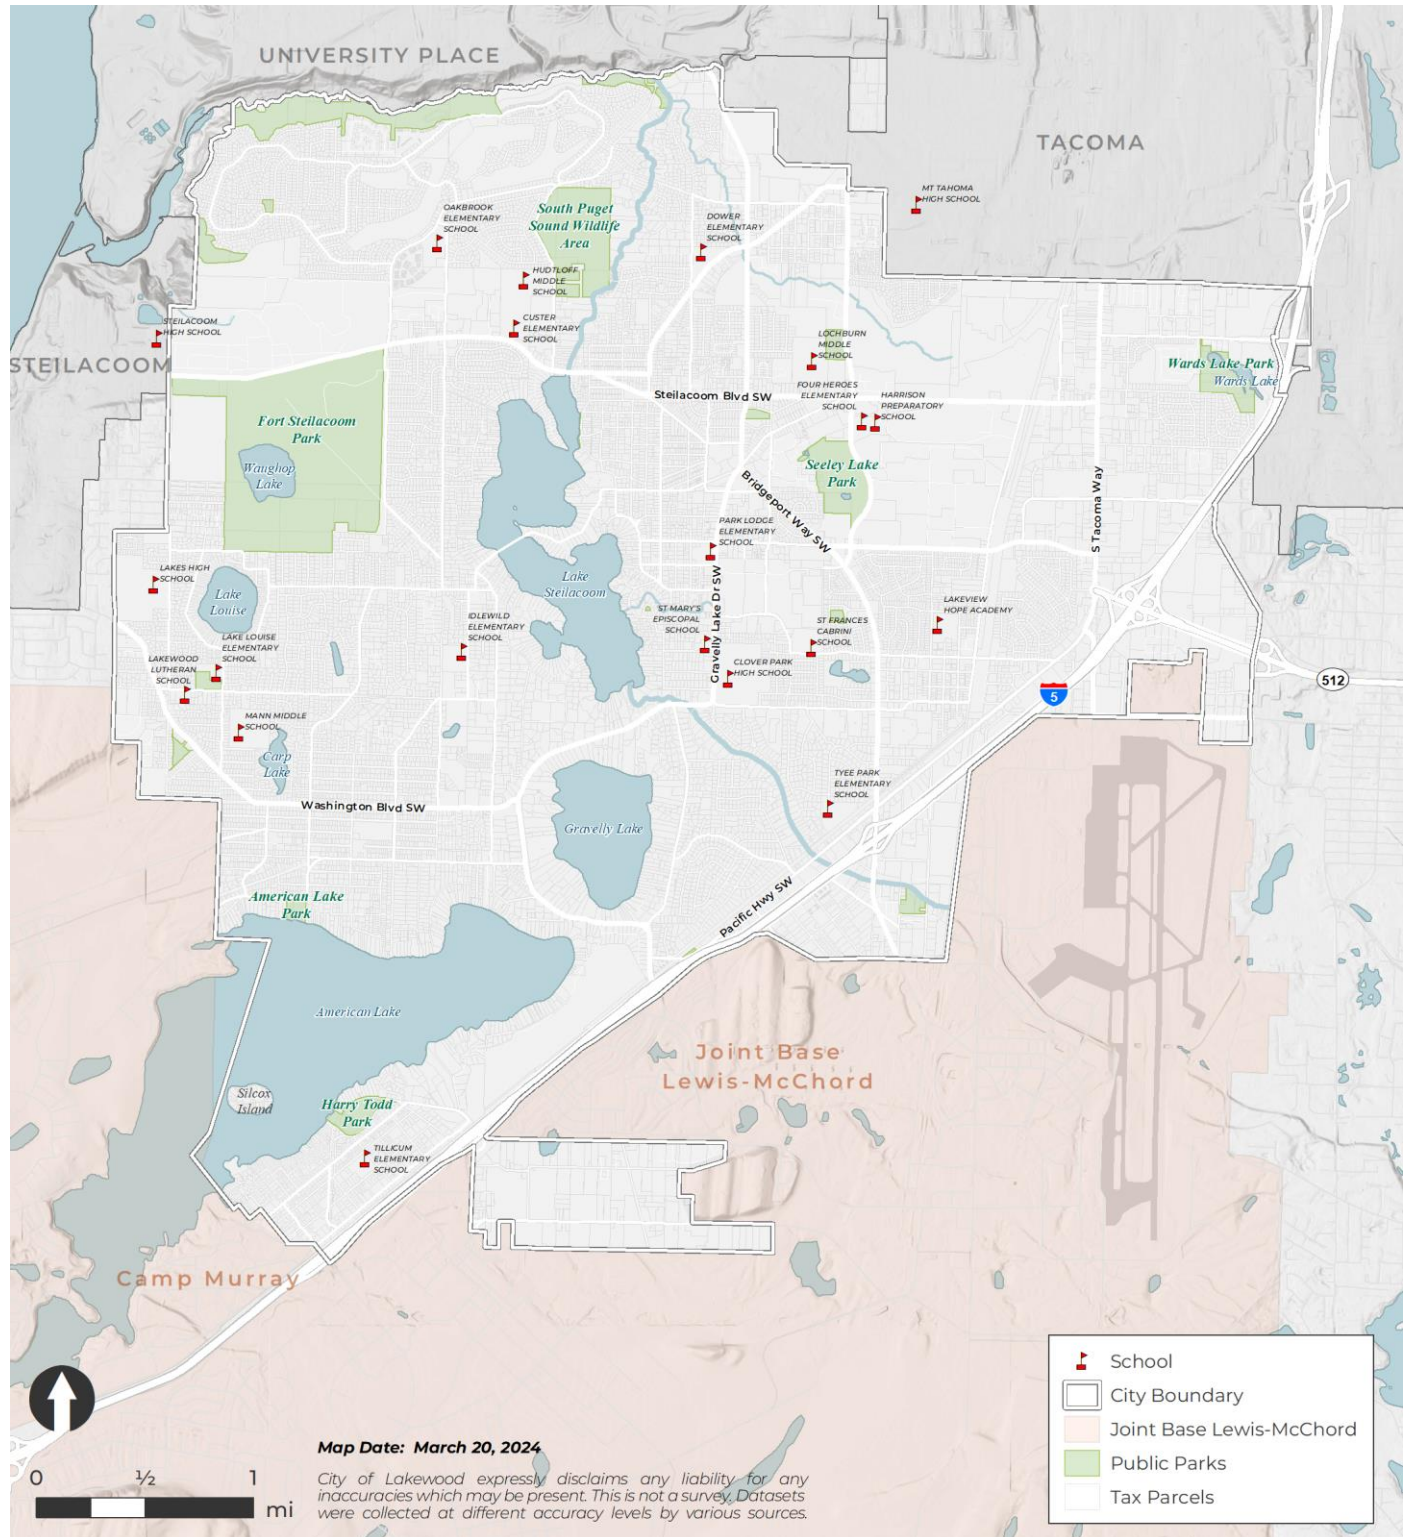 UNIVERSITY PLACE
TACOMA
MT TAHOMA
HIGH SCHOOL
OAKBROOK
ELEMENTARY
SCHOOL
South Puget
Sound Wildlife
Area
DOWER
ELEMENTARY
SCHOOL
HUDTLOFF
MIDDLE
SCHOOL
CUSTER
ELEMENTARY
SCHOOL
STEILACOOM
HIGH SCHOOL
STEILACOOM
LOCHBURN
MIDDLE
SCHOOL
Wards Lake Park
Wards Lake
Steilacoom Blvd SW
FOUR HEROES
ELEMENTARY
SCHOOL
HARRISON
PREPARATORY
SCHOOL
Fort Steilacoom
Park
Waughop
Lake
Seeley Lake
Park
Bridgeport Way SW
S Tacoma Way
PARK LODGE
ELEMENTARY
SCHOOL
LAKES HIGH
SCHOOL
Lake
Louise
Lake
Steilacoom
Gravelly Lake Dr SW
ST MARY'S
EPISCOPAL
SCHOOL
IDLEWILD
ELEMENTARY
SCHOOL
ST FRANCES
CABRINI
SCHOOL
LAKEVIEW
HOPE ACADEMY
LAKE LOUISE
ELEMENTARY
SCHOOL
LAKEWOOD
LUTHERAN
SCHOOL
CLOVER PARK
HIGH SCHOOL
512
5
MANN MIDDLE
SCHOOL
Carp
Lake
TYEE PARK
ELEMENTARY
SCHOOL
Washington Blvd SW
Gravelly Lake
American Lake
Park
Pacific Hwy SW
American Lake
Joint Base
Lewis-McChord
Silcox
Island
Harry Todd
Park
TILLICUM
ELEMENTARY
SCHOOL
Camp Murray
School
City Boundary
Joint Base Lewis-McChord
Public Parks
Tax Parcels
Map Date: March 20, 2024
City of Lakewood expressly disclaims any liability for any
inaccuracies which may be present. This is not a survey. Datasets
were collected at different accuracy levels by various sources.
0 ½ 1
mi